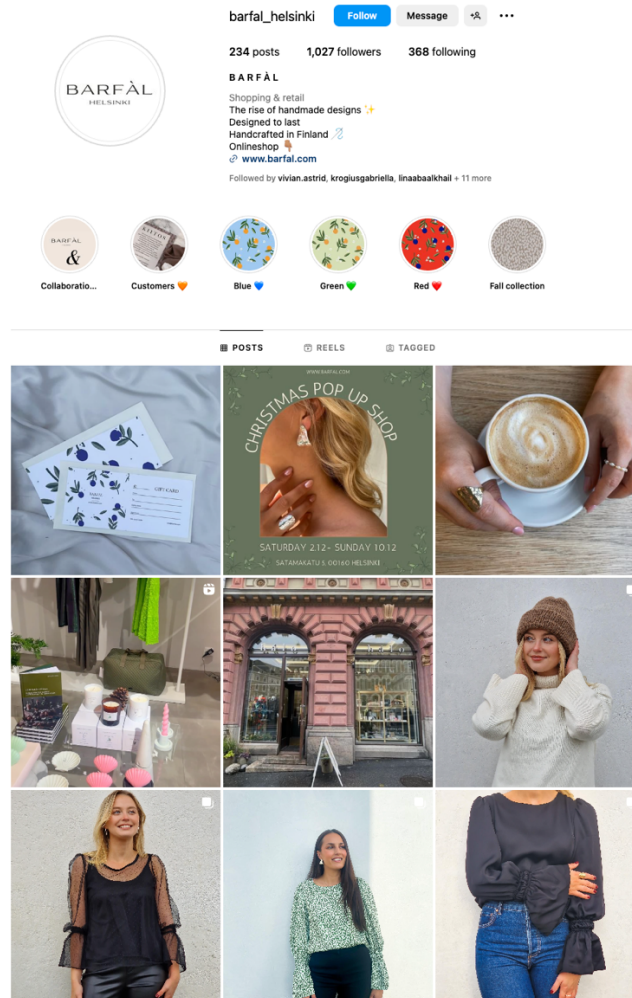 barfal_helsinki Follow Message
234 posts 1,027 followers 368 following
BARFÀL
Shopping & retail
The rise of handmade designs ✨
Designed to last
Handcrafted in Finland 🧷
Onlineshop 👇🏽
www.barfal.com
Followed by vivian.astrid, krogiusgabriella, linaabaalkhail + 11 more
BARFÀL
HELSINKI
BARFÀL
&
KIITOS
Collaboratio... Customers 🧡 Blue 💙 Green 💚 Red ❤️ Fall collection
POSTS REELS TAGGED
GIFT CARD
WWW.BARFAL.COM
CHRISTMAS POP UP SHOP
SATURDAY 2.12- SUNDAY 10.12
SATAMAKATU 5, 00160 HELSINKI